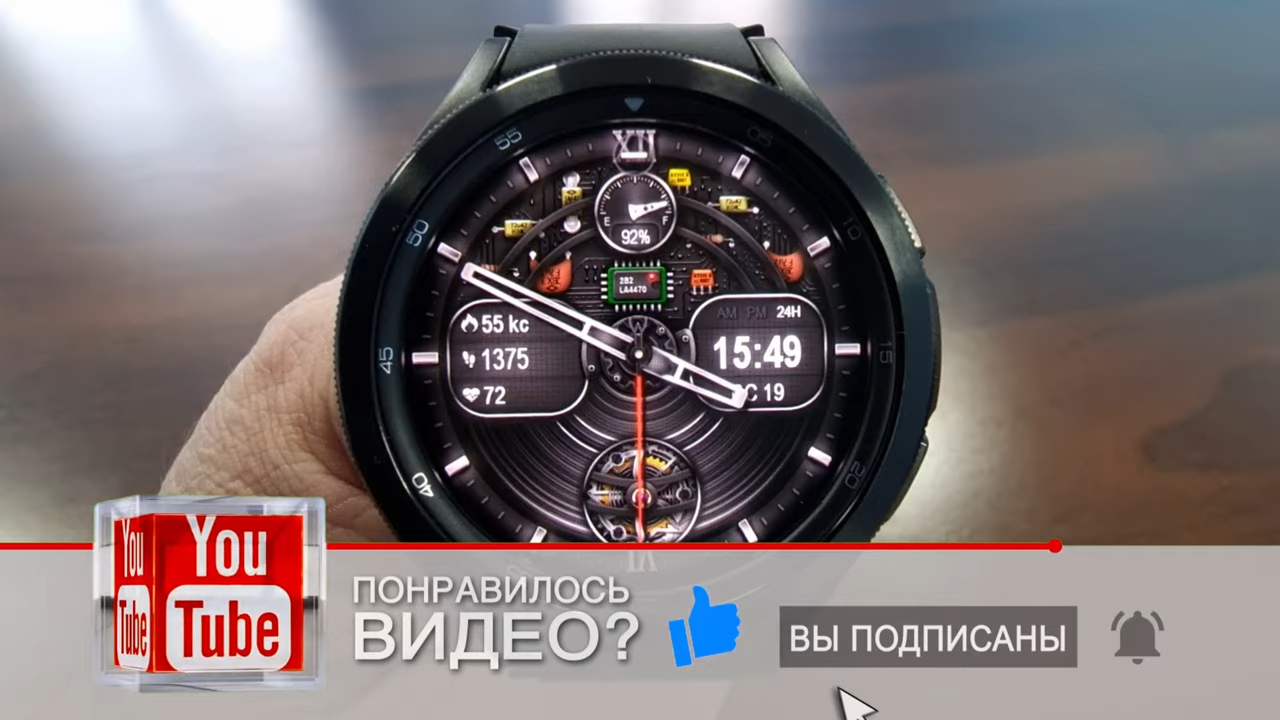 55
05
50
10
45
15
40
20
XII
E F
92%
2B2
LA4470
55 kc
1375
72
AM PM 24H
15:49
C 19
VI
You
Tube
You
Tube
ПОНРАВИЛОСЬ
ВИДЕО?
ВЫ ПОДПИСАНЫ